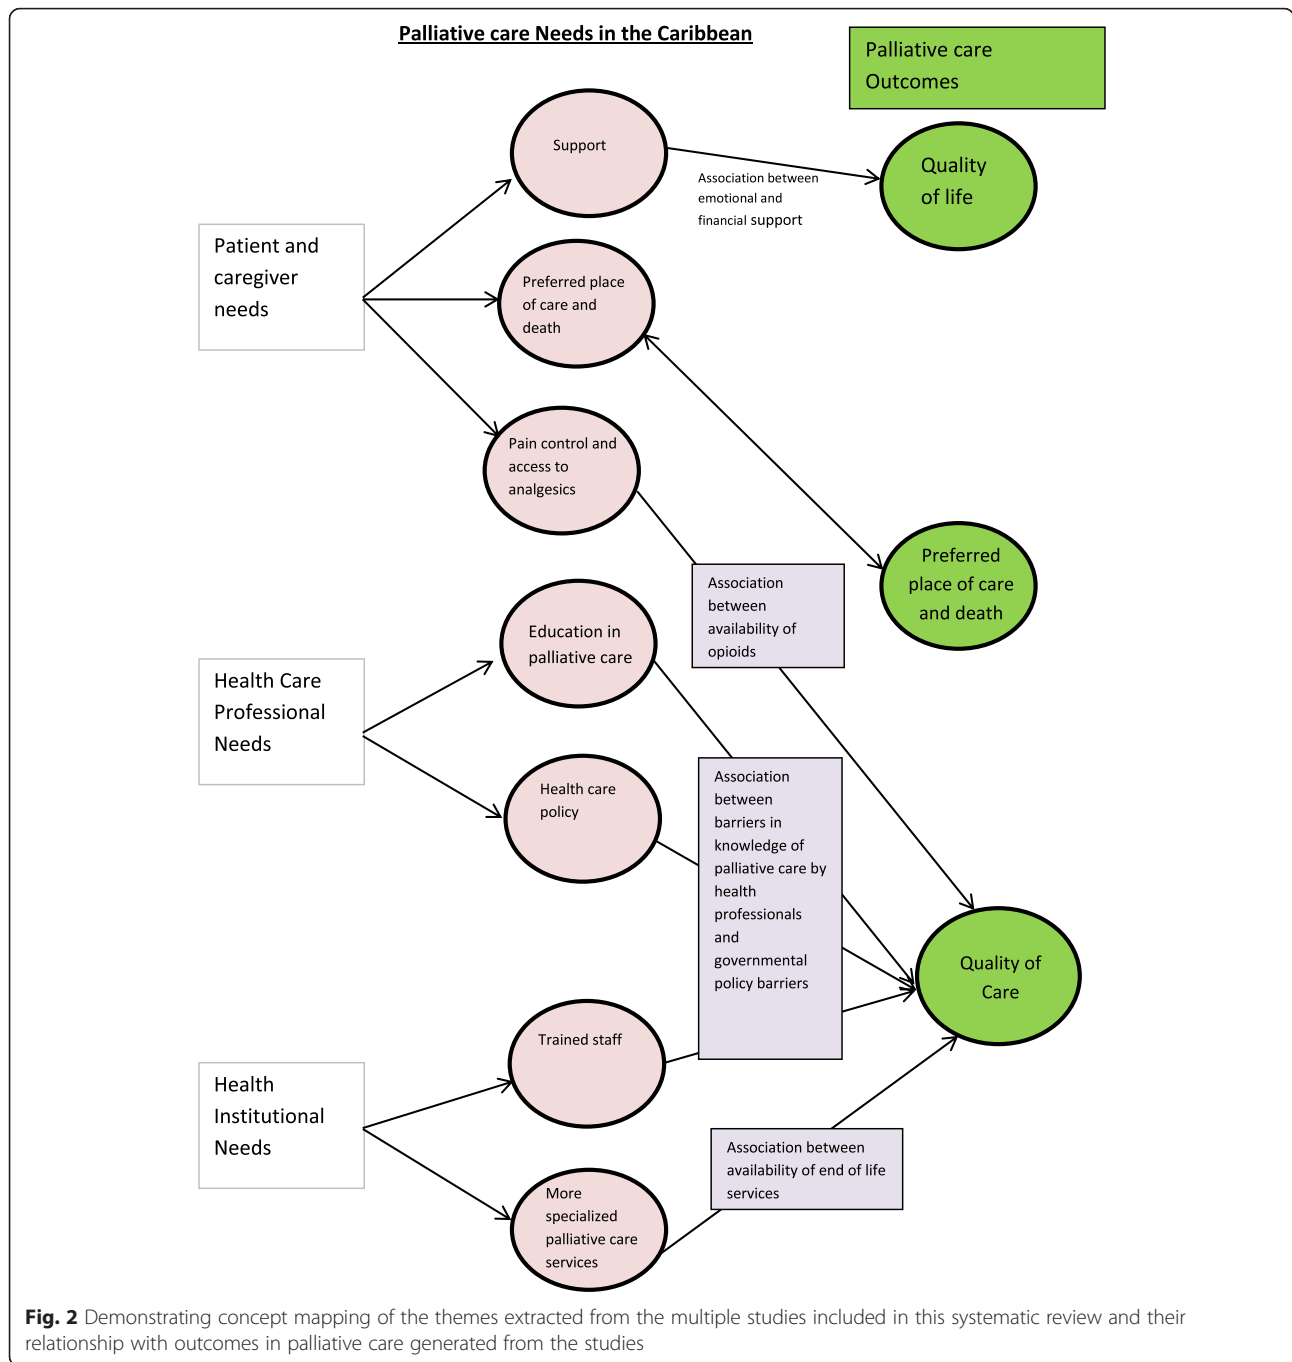 Palliative care Needs in the Caribbean
Palliative care
Outcomes
Support
Quality
of life
Association between
emotional and
financial support
Patient and
caregiver
needs
Preferred place
of care and
death
Pain control and
access to
analgesics
Preferred
place of care
and death
Association
between
availability of
opioids
Education in
palliative care
Health Care
Professional
Needs
Health care
policy
Association
between
barriers in
knowledge of
palliative care by
health
professionals
and
governmental
policy barriers
Quality of
Care
Trained staff
Health
Institutional
Needs
Association between
availability of end of life
services
More
specialized
palliative care
services
Fig. 2 Demonstrating concept mapping of the themes extracted from the multiple studies included in this systematic review and their
relationship with outcomes in palliative care generated from the studies